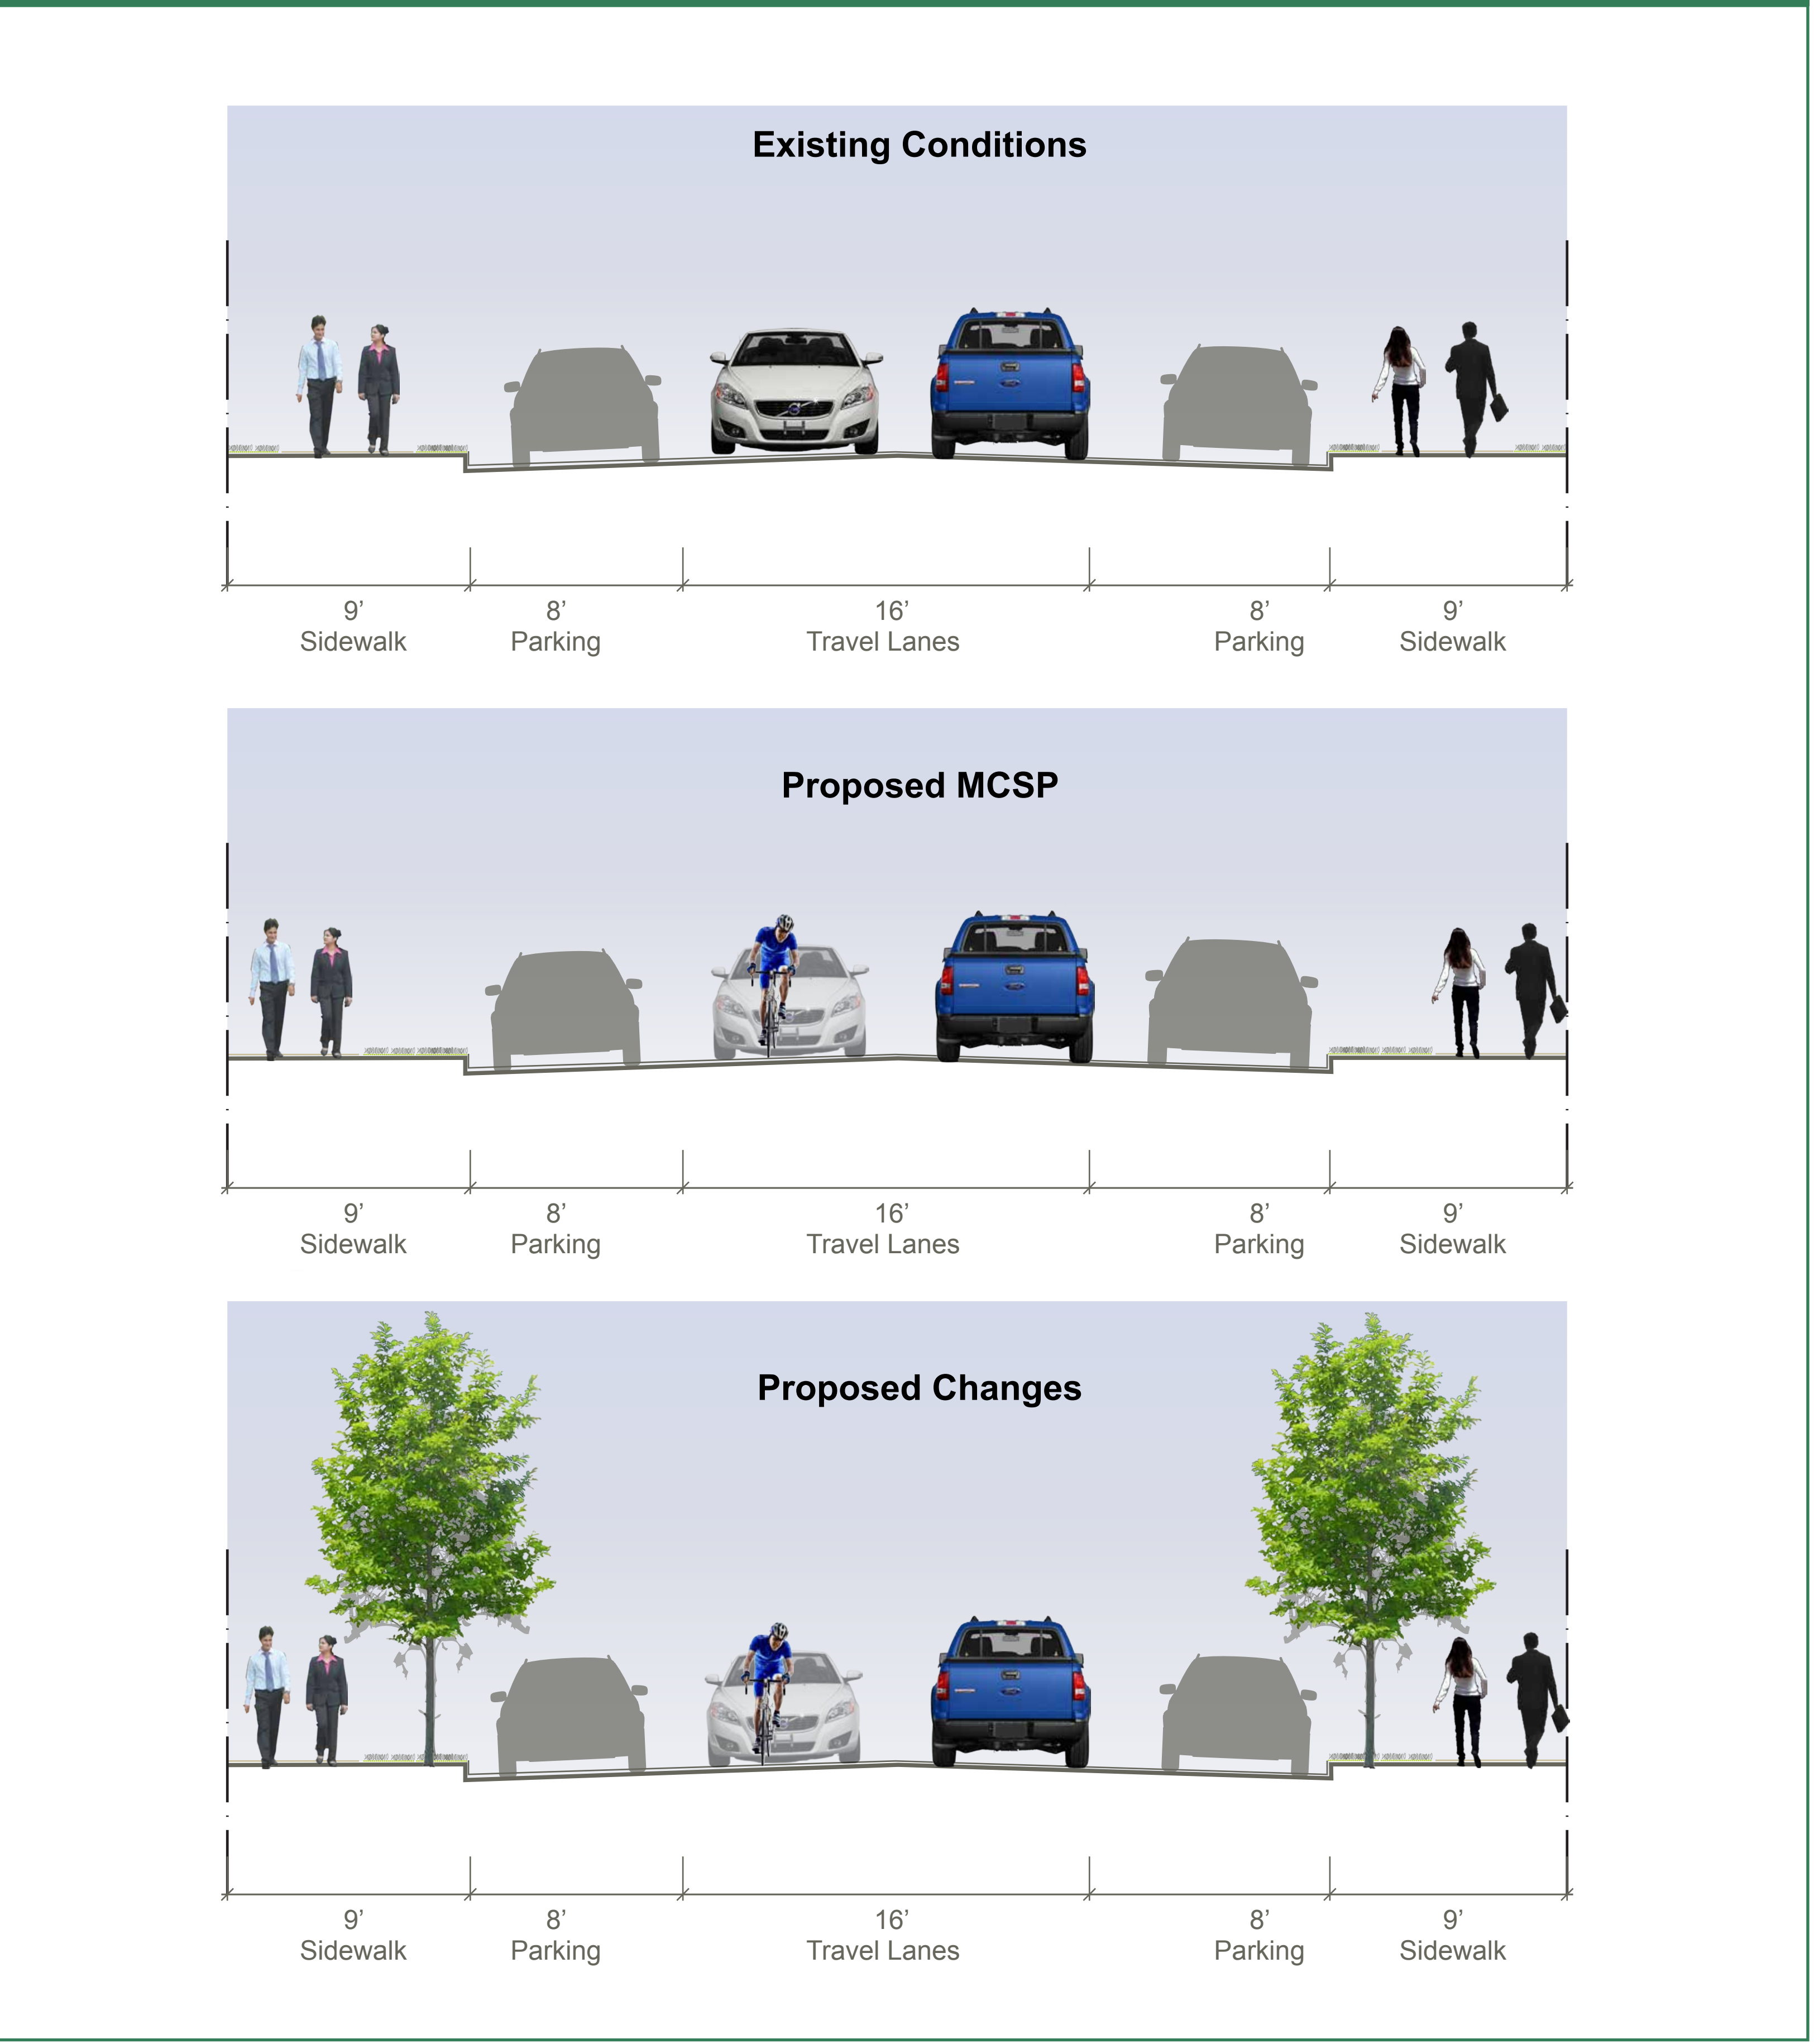 Existing Conditions
9’ 8’ 16’ 8’ 9’
Sidewalk Parking Travel Lanes Parking Sidewalk
Proposed MCSP
9’ 8’ 16’ 8’ 9’
Sidewalk Parking Travel Lanes Parking Sidewalk
Proposed Changes
9’ 8’ 16’ 8’ 9’
Sidewalk Parking Travel Lanes Parking Sidewalk